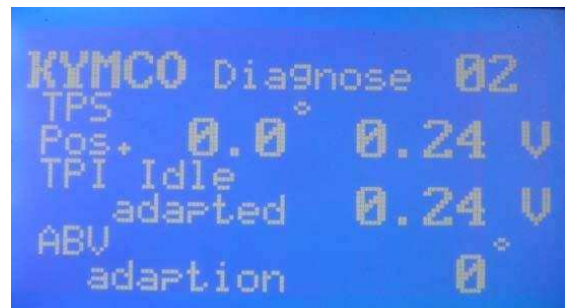 KYMCO Diagnose 02
TPS
Pos. 0.0° 0.24 V
TPI Idle
adapted 0.24 V
ABV
adaption 0°